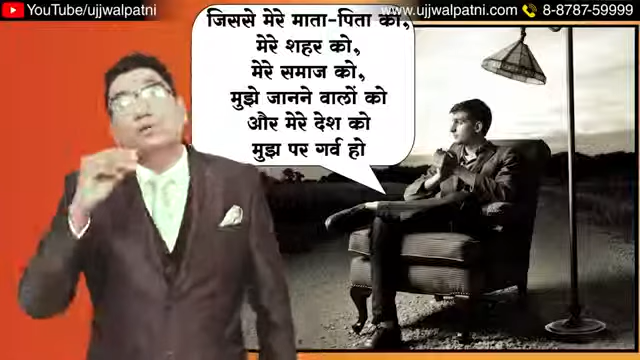 YouTube/ujjwalpatni
www.ujjwalpatni.com 8-8787-59999
जिससे मेरे माता-पिता को,
मेरे शहर को,
मेरे समाज को,
मुझे जानने वालों को
और मेरे देश को
मुझ पर गर्व हो